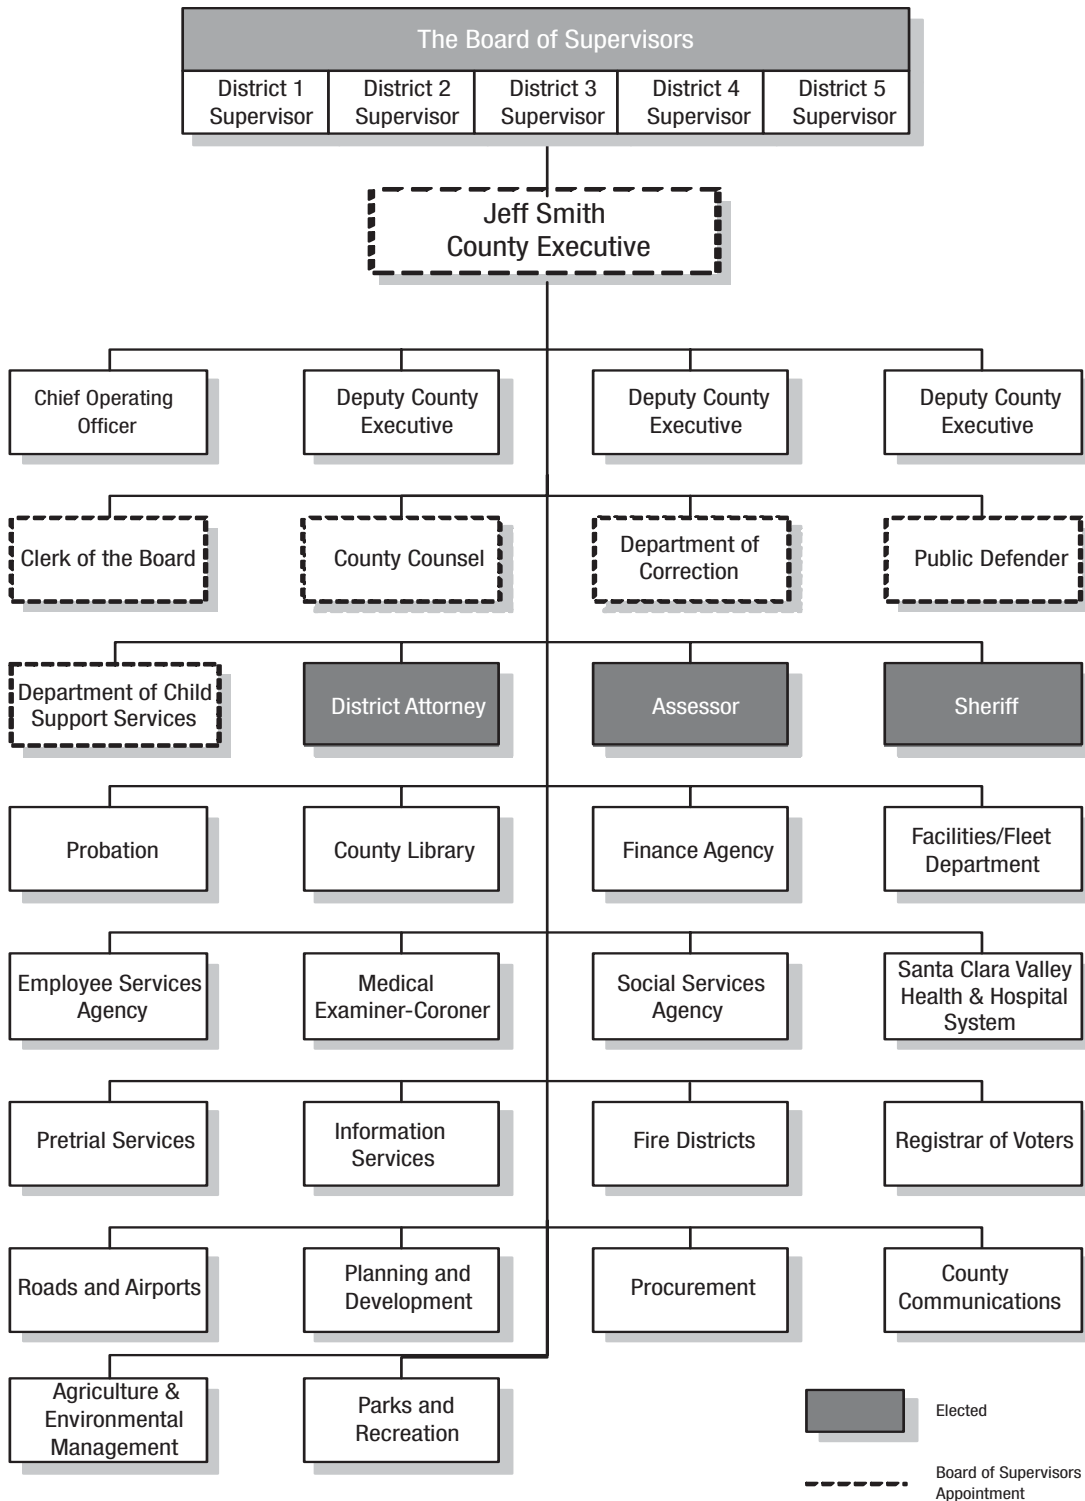 The Board of Supervisors
District 1
Supervisor
District 2
Supervisor
District 3
Supervisor
District 4
Supervisor
District 5
Supervisor
Jeff Smith
County Executive
Chief Operating
Officer
Deputy County
Executive
Deputy County
Executive
Deputy County
Executive
Clerk of the Board
County Counsel
Department of
Correction
Public Defender
Department of Child
Support Services
District Attorney
Assessor
Sheriff
Probation
County Library
Finance Agency
Facilities/Fleet
Department
Employee Services
Agency
Medical
Examiner-Coroner
Social Services
Agency
Santa Clara Valley
Health & Hospital
System
Pretrial Services
Information
Services
Fire Districts
Registrar of Voters
Roads and Airports
Planning and
Development
Procurement
County
Communications
Agriculture &
Environmental
Management
Parks and
Recreation
Elected
Board of Supervisors
Appointment